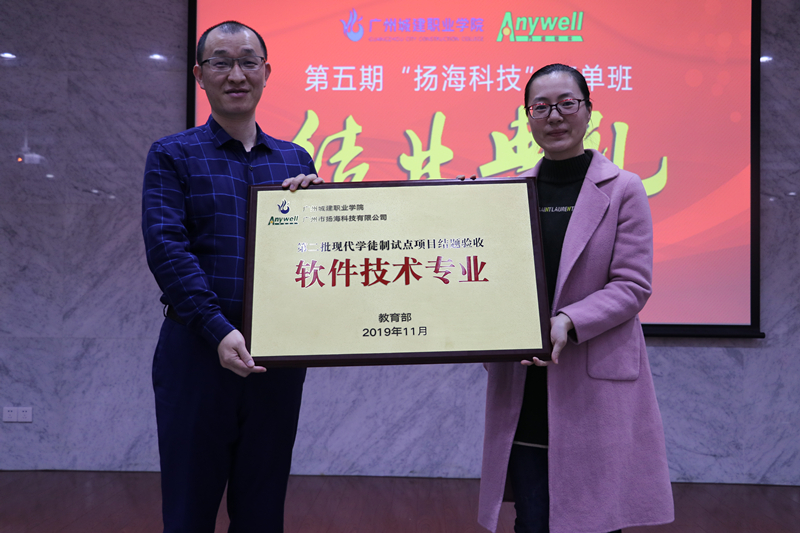 广州城建职业学院
Anywell
第五期“扬海科技”订单班
结业典礼
广州城建职业学院
Anywell
广州市扬海科技有限公司
第二批现代学徒制试点项目结题验收
软件技术专业
教育部
2019年11月
SAINT LAURENT